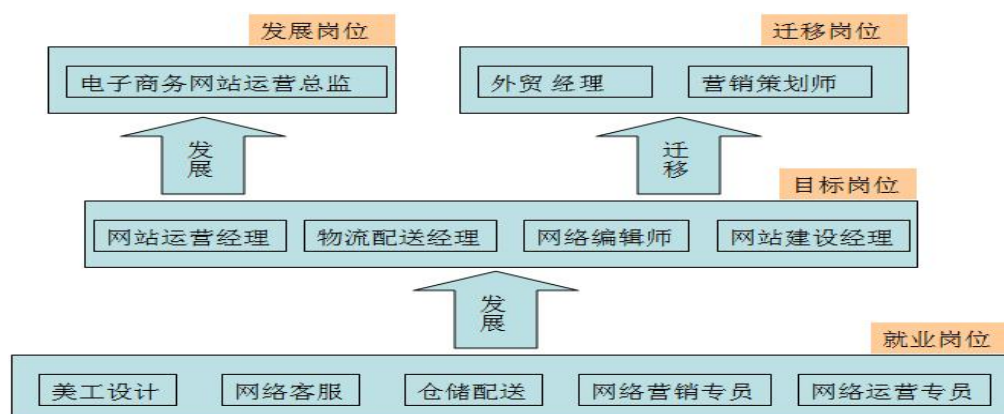 发展岗位
迁移岗位
电子商务网站运营总监
外贸 经理
营销策划师
发展
迁移
目标岗位
网站运营经理
物流配送经理
网络编辑师
网站建设经理
发展
就业岗位
美工设计
网络客服
仓储配送
网络营销专员
网络运营专员